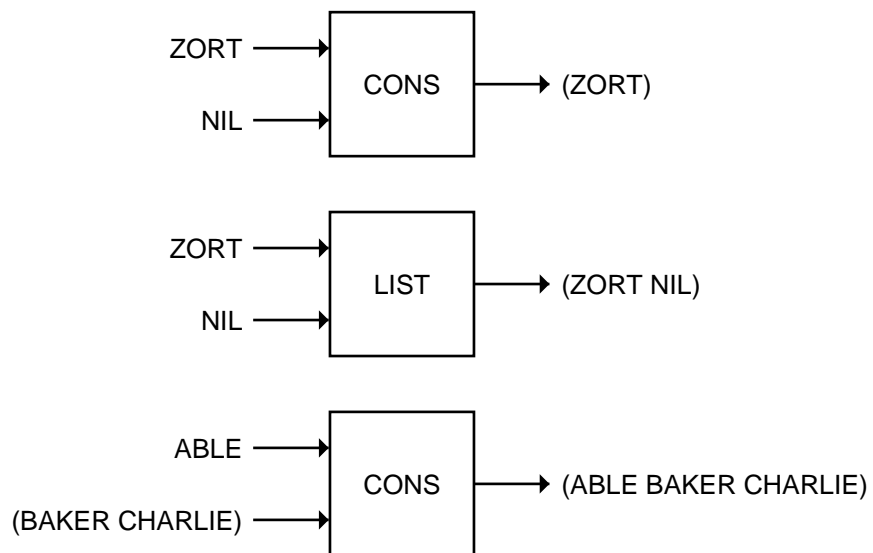 ZORT
CONS
(ZORT)
NIL
ZORT
LIST
(ZORT NIL)
NIL
ABLE
CONS
(ABLE BAKER CHARLIE)
(BAKER CHARLIE)